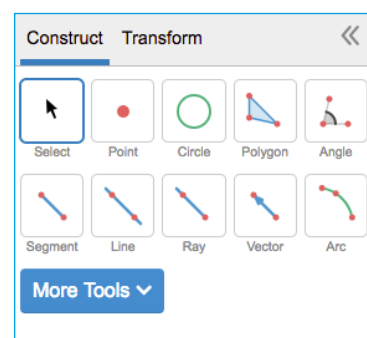 Construct Transform
Select Point Circle Polygon Angle
Segment Line Ray Vector Arc
More Tools